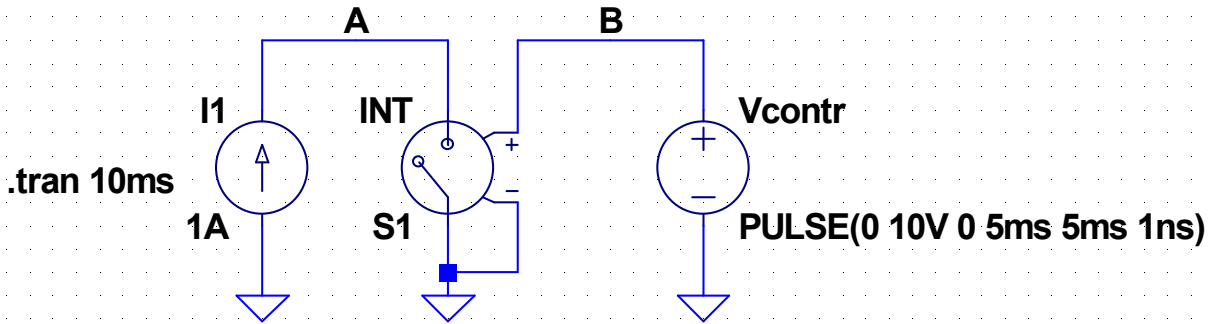 A
B
I1
INT
Vcontr
+
+
.tran 10ms
−
−
1A
S1
PULSE(0 10V 0 5ms 5ms 1ns)